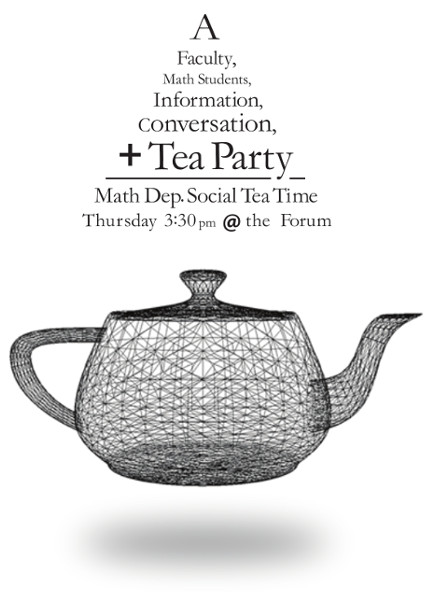 A
Faculty,
Math Students,
Information,
Conversation,
+ Tea Party
Math Dep. Social Tea Time
Thursday 3:30 pm @ the Forum